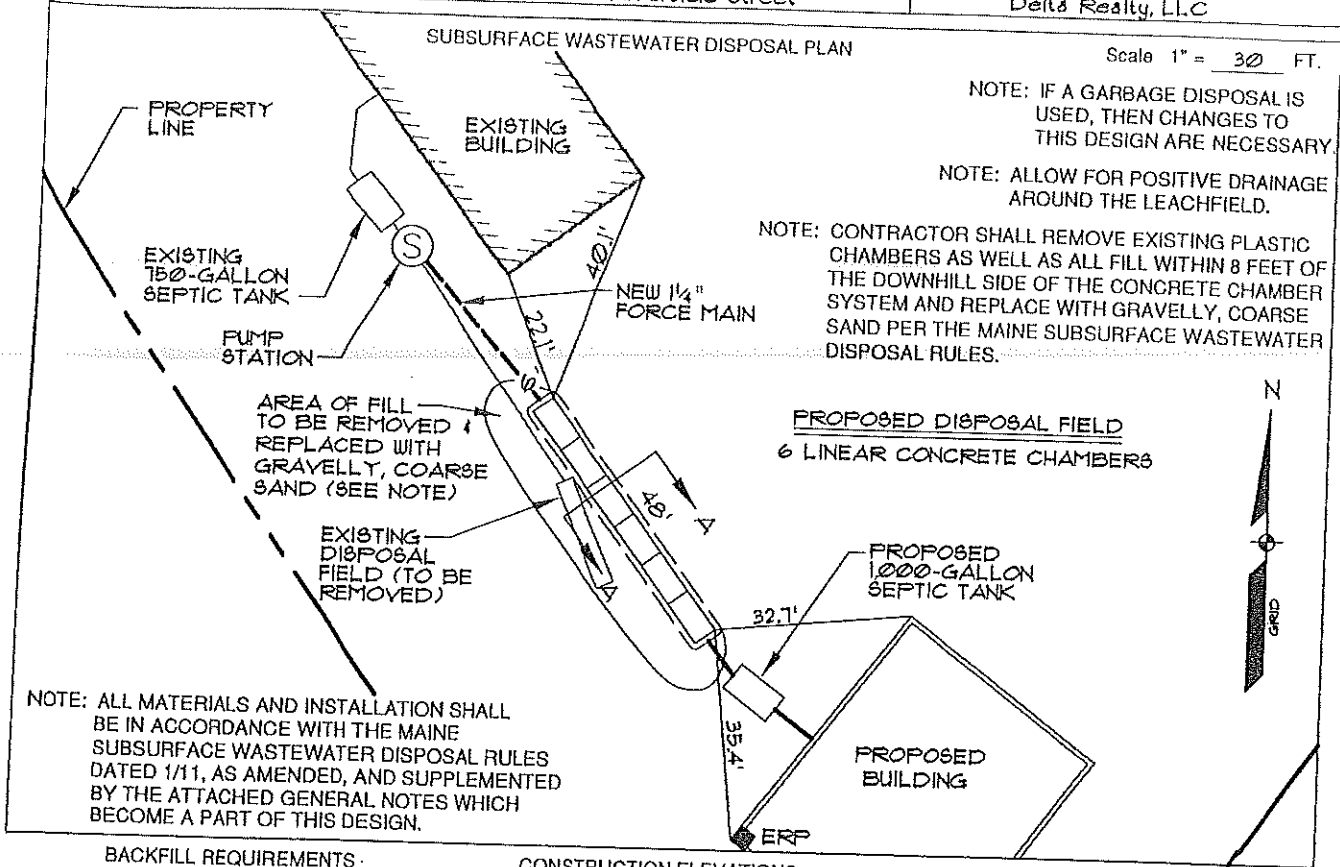 Delta Realty, LLC
SUBSURFACE WASTEWATER DISPOSAL PLAN
Scale 1" = 30 FT.
NOTE: IF A GARBAGE DISPOSAL IS
USED, THEN CHANGES TO
THIS DESIGN ARE NECESSARY.
NOTE: ALLOW FOR POSITIVE DRAINAGE
AROUND THE LEACHFIELD.
NOTE: CONTRACTOR SHALL REMOVE EXISTING PLASTIC
CHAMBERS AS WELL AS ALL FILL WITHIN 8 FEET OF
THE DOWNHILL SIDE OF THE CONCRETE CHAMBER
SYSTEM AND REPLACE WITH GRAVELLY, COARSE
SAND PER THE MAINE SUBSURFACE WASTEWATER
DISPOSAL RULES.
PROPERTY
LINE
EXISTING
BUILDING
EXISTING
750-GALLON
SEPTIC TANK
S
PUMP
STATION
NEW 1¼"
FORCE MAIN
40.1'
22.1'
6'
AREA OF FILL
TO BE REMOVED &
REPLACED WITH
GRAVELLY, COARSE
SAND (SEE NOTE)
EXISTING
DISPOSAL
FIELD (TO BE
REMOVED)
48'
A
A
PROPOSED DISPOSAL FIELD
6 LINEAR CONCRETE CHAMBERS
N
GRID
PROPOSED
1,000-GALLON
SEPTIC TANK
32.7'
35.4'
PROPOSED
BUILDING
ERP
NOTE: ALL MATERIALS AND INSTALLATION SHALL
BE IN ACCORDANCE WITH THE MAINE
SUBSURFACE WASTEWATER DISPOSAL RULES
DATED 1/11, AS AMENDED, AND SUPPLEMENTED
BY THE ATTACHED GENERAL NOTES WHICH
BECOME A PART OF THIS DESIGN.
BACKFILL REQUIREMENTS
CONSTRUCTION ELEVATIONS